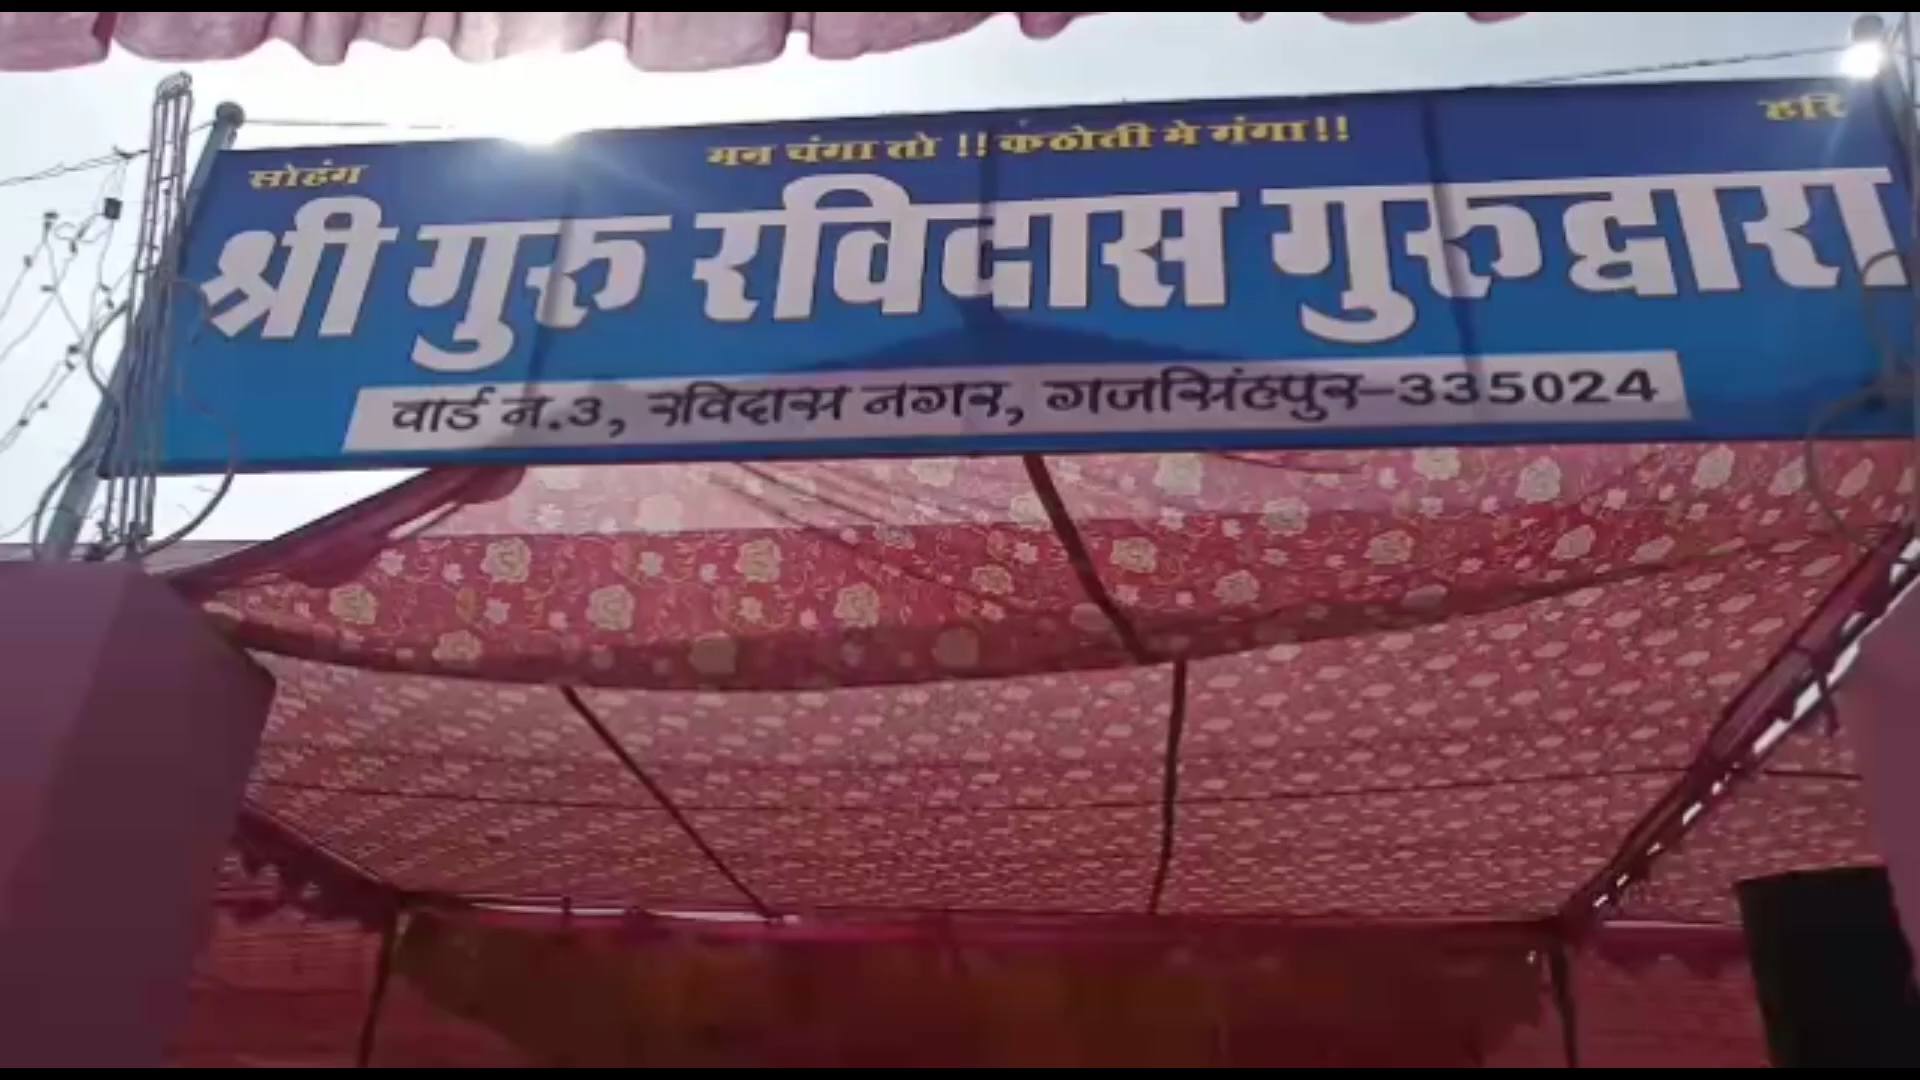 सोहंग मन चंगा तो !! कठोती मे गंगा!! हरि
श्री गुरु रविदास गुरुद्वारा
वार्ड न.3, रविदास नगर, गजसिंहपुर-335024